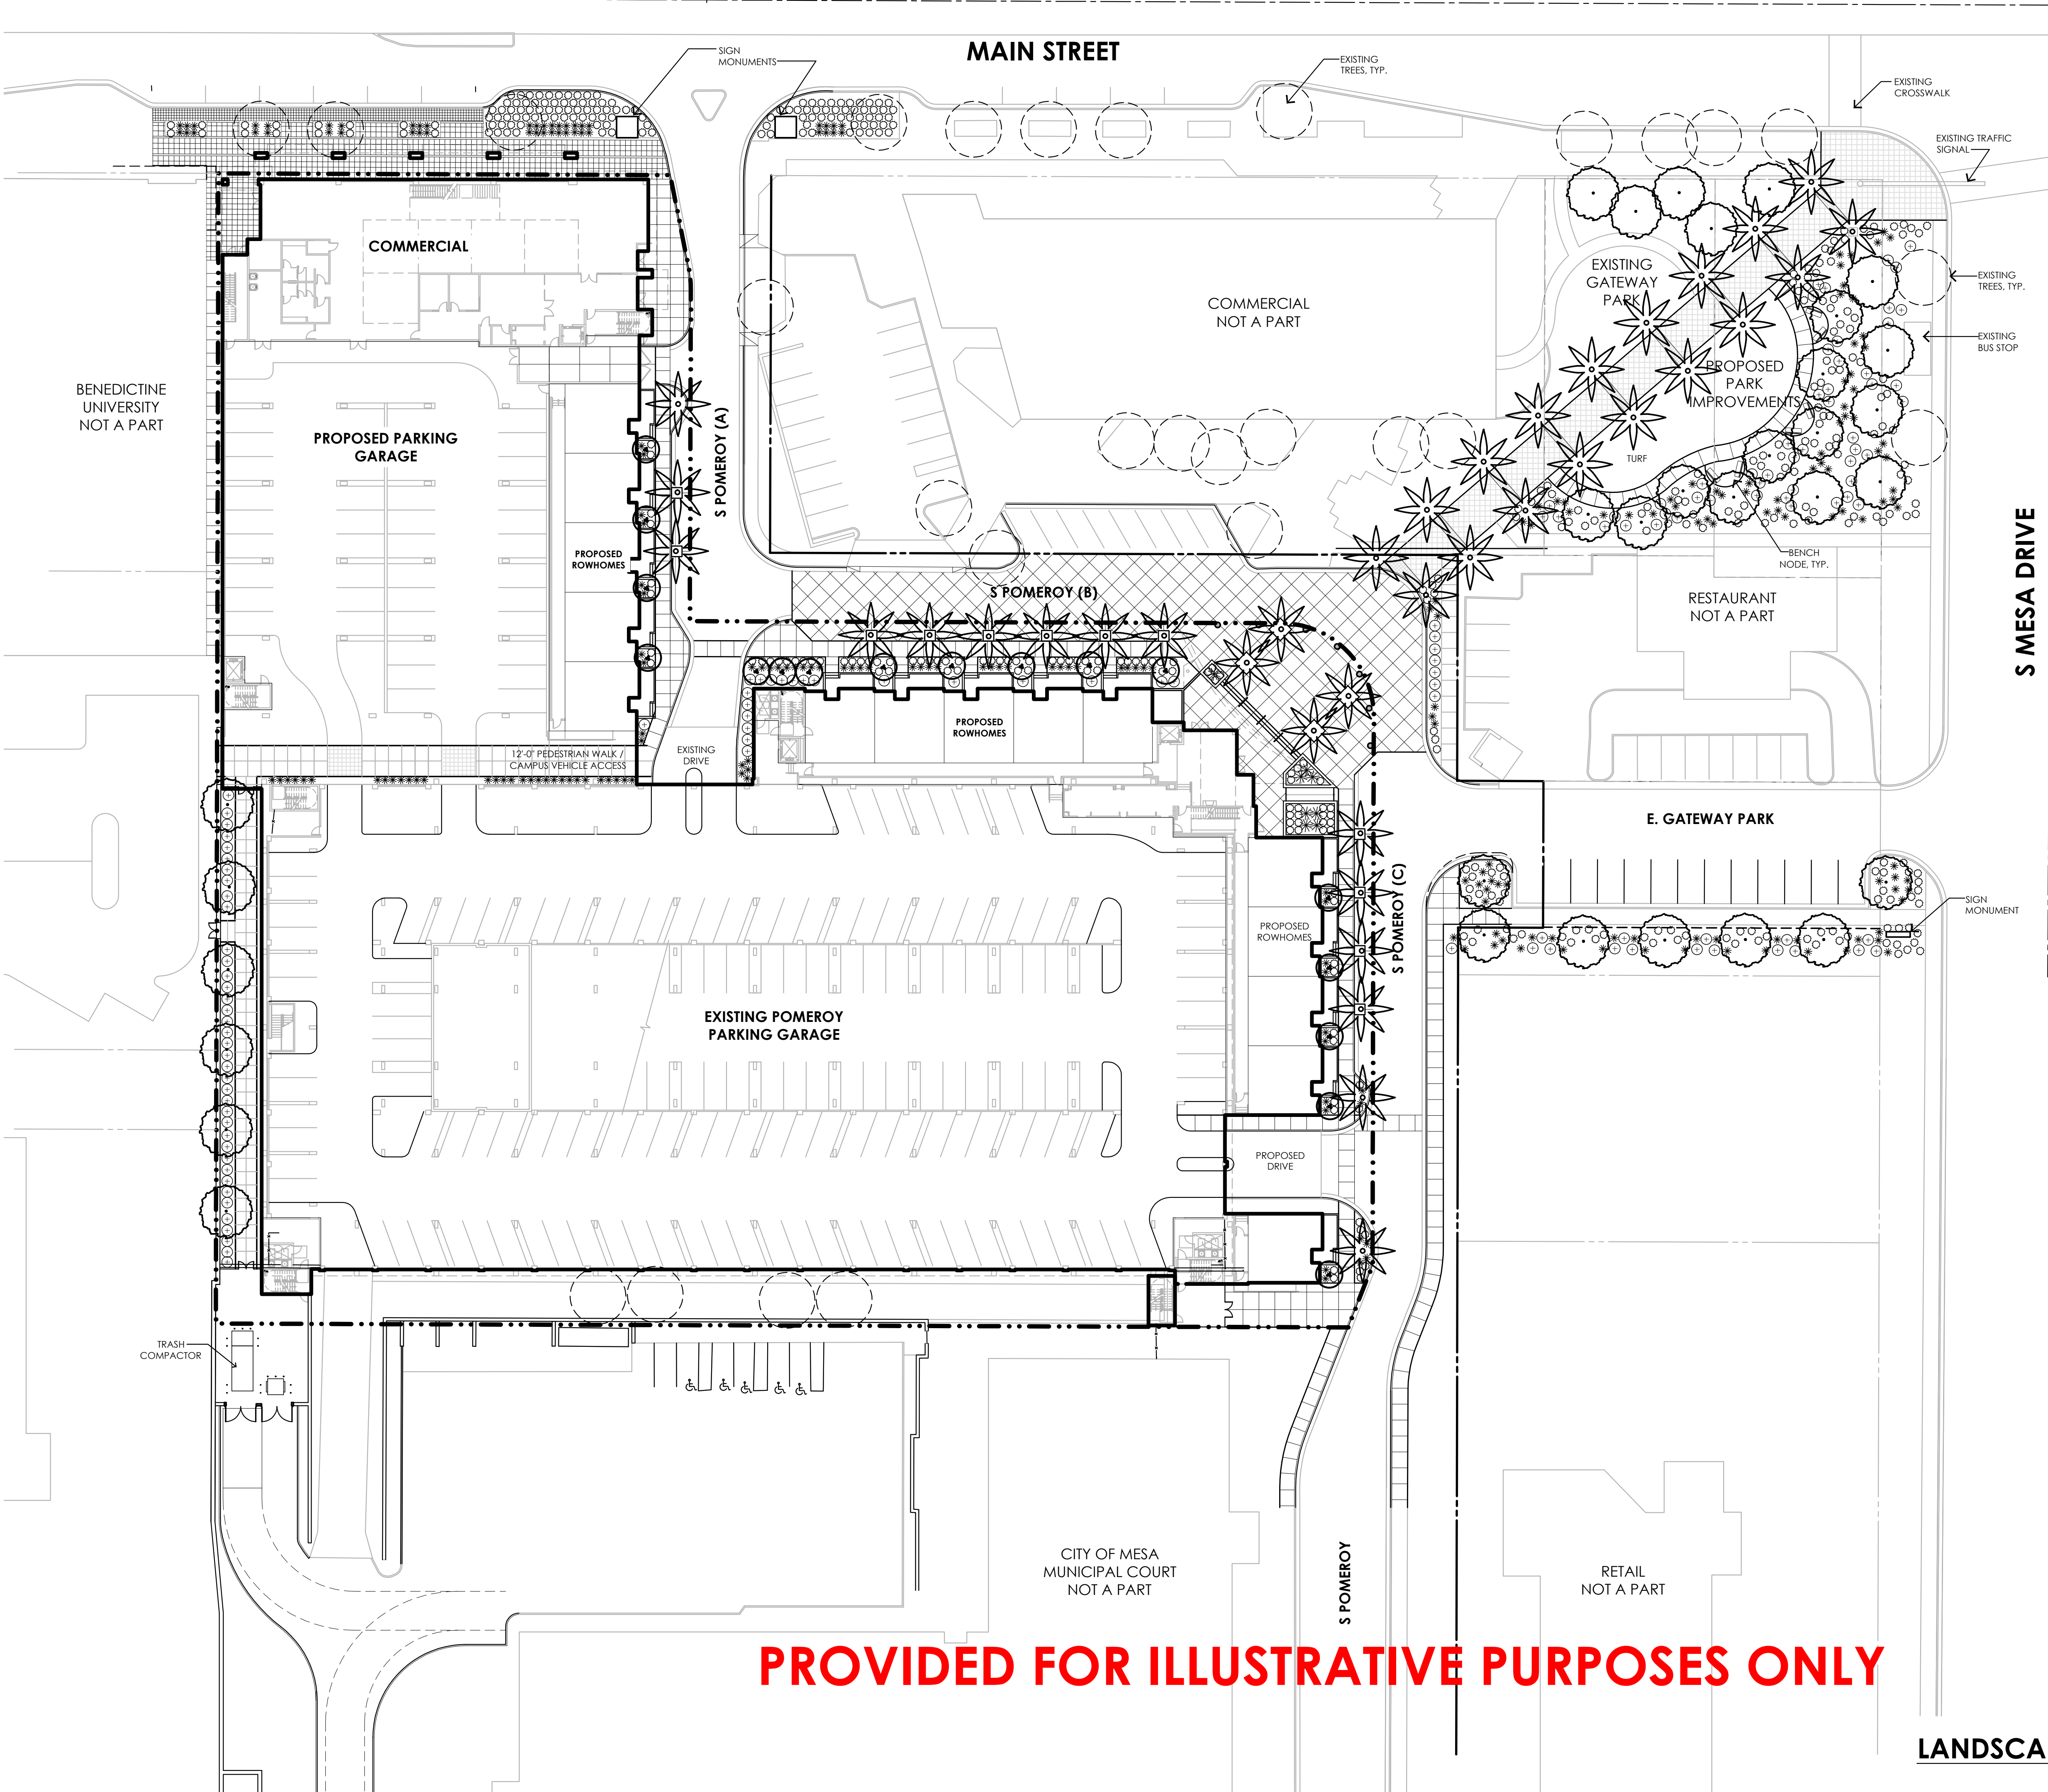 MAIN STREET
SIGN
MONUMENTS
EXISTING
TREES, TYP.
EXISTING
CROSSWALK
EXISTING TRAFFIC
SIGNAL
COMMERCIAL
EXISTING
GATEWAY
PARK
EXISTING
TREES, TYP.
COMMERCIAL
NOT A PART
EXISTING
BUS STOP
BENEDICTINE
UNIVERSITY
NOT A PART
PROPOSED
PARK
IMPROVEMENTS
PROPOSED PARKING
GARAGE
S POMEROY (A)
TURF
PROPOSED
ROWHOMES
BENCH
NODE, TYP.
S MESA DRIVE
S POMEROY (B)
RESTAURANT
NOT A PART
PROPOSED
ROWHOMES
12'-0" PEDESTRIAN WALK /
CAMPUS VEHICLE ACCESS
EXISTING
DRIVE
E. GATEWAY PARK
S POMEROY (C)
SIGN
MONUMENT
PROPOSED
ROWHOMES
EXISTING POMEROY
PARKING GARAGE
PROPOSED
DRIVE
TRASH
COMPACTOR
CITY OF MESA
MUNICIPAL COURT
NOT A PART
S POMEROY
RETAIL
NOT A PART
PROVIDED FOR ILLUSTRATIVE PURPOSES ONLY
LANDSCA